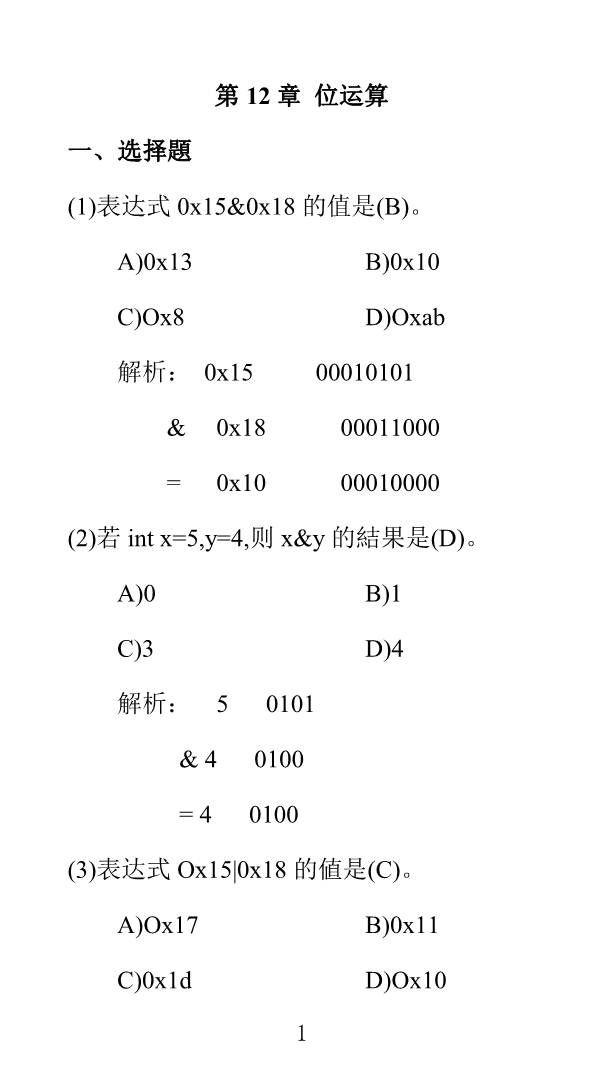 第 12 章 位运算
一、选择題
(1)表达式 0x15&0x18 的值是(B)。
A)0x13 B)0x10
C)Ox8 D)Oxab
解析： 0x15 00010101
& 0x18 00011000
= 0x10 00010000
(2)若 int x=5,y=4,则 x&y 的結果是(D)。
A)0 B)1
C)3 D)4
解析： 5 0101
& 4 0100
= 4 0100
(3)表达式 Ox15|0x18 的値是(C)。
A)Ox17 B)0x11
C)0x1d D)Ox10
1